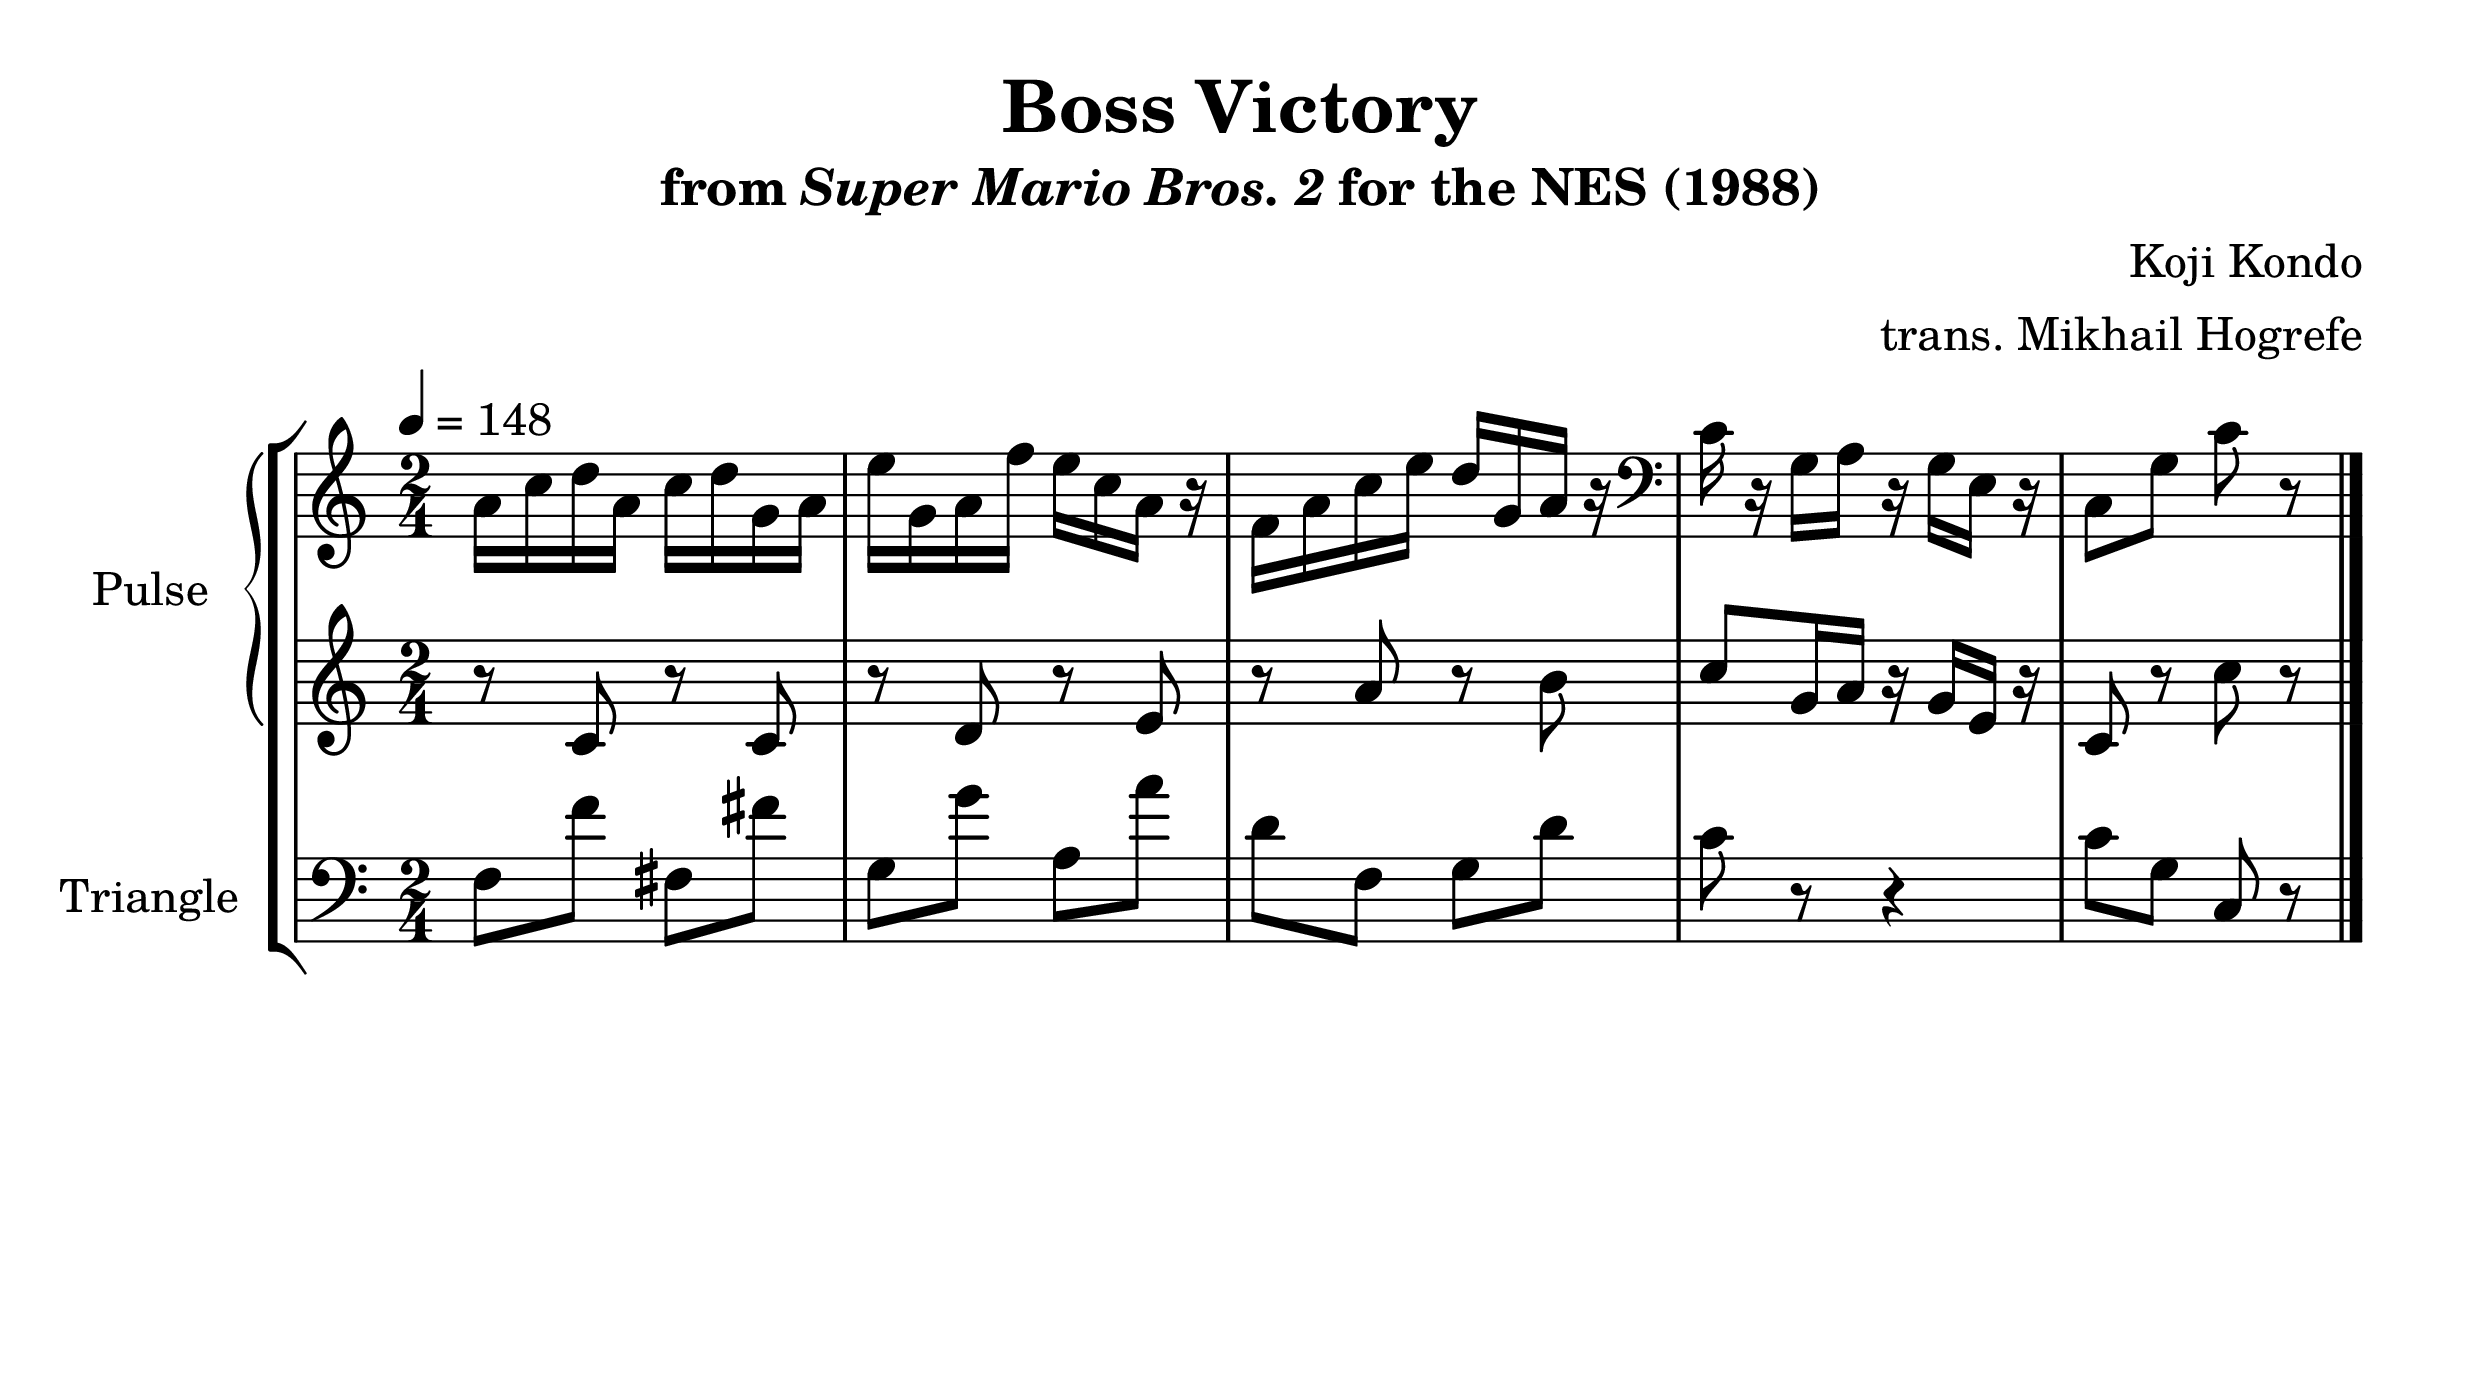 Boss Victory
from Super Mario Bros. 2 for the NES (1988)
Koji Kondo
trans. Mikhail Hogrefe
= 148
Pulse
Triangle